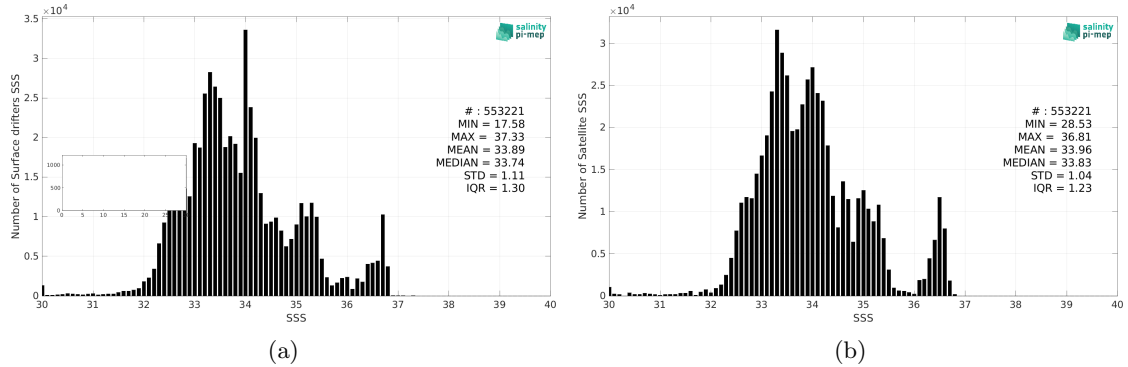 ×10⁴
3.5
3
2.5
2
1.5
1
0.5
0
Number of Surface drifters SSS
30 31 32 33 34 35 36 37 38 39 40
SSS
1000
500
0
0 5 10 15 20 25
salinity
pi-mep
# : 553221
MIN = 17.58
MAX = 37.33
MEAN = 33.89
MEDIAN = 33.74
STD = 1.11
IQR = 1.30
(a)
×10⁴
3
2.5
2
1.5
1
0.5
0
Number of Satellite SSS
30 31 32 33 34 35 36 37 38 39 40
SSS
salinity
pi-mep
# : 553221
MIN = 28.53
MAX = 36.81
MEAN = 33.96
MEDIAN = 33.83
STD = 1.04
IQR = 1.23
(b)